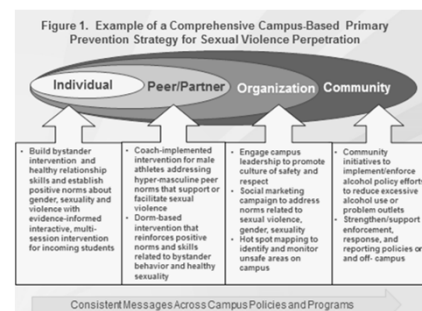 Figure 1. Example of a Comprehensive Campus-Based Primary
Prevention Strategy for Sexual Violence Perpetration
Individual
Peer/Partner
Organization
Community
• Build bystander
intervention and
healthy relationship
skills and establish
positive norms about
gender, sexuality and
violence with
evidence-informed
interactive, multi-
session intervention
for incoming students
• Coach-implemented
intervention for male
athletes addressing
hyper-masculine peer
norms that support or
facilitate sexual
violence
• Dorm-based intervention
that reinforces positive
norms and skills
related to bystander
behavior and healthy
sexuality
• Engage campus
leadership to promote
culture of safety and
respect
• Social marketing
campaign to address
norms related to
sexual violence,
gender, sexuality
• Hot spot mapping to
identify and monitor
unsafe areas on
campus
• Community
initiatives to
implement/enforce
alcohol policy efforts
to reduce excessive
alcohol use or
problem outlets
• Strengthen/support
enforcement,
response, and
reporting policies on
and off- campus
Consistent Messages Across Campus Policies and Programs